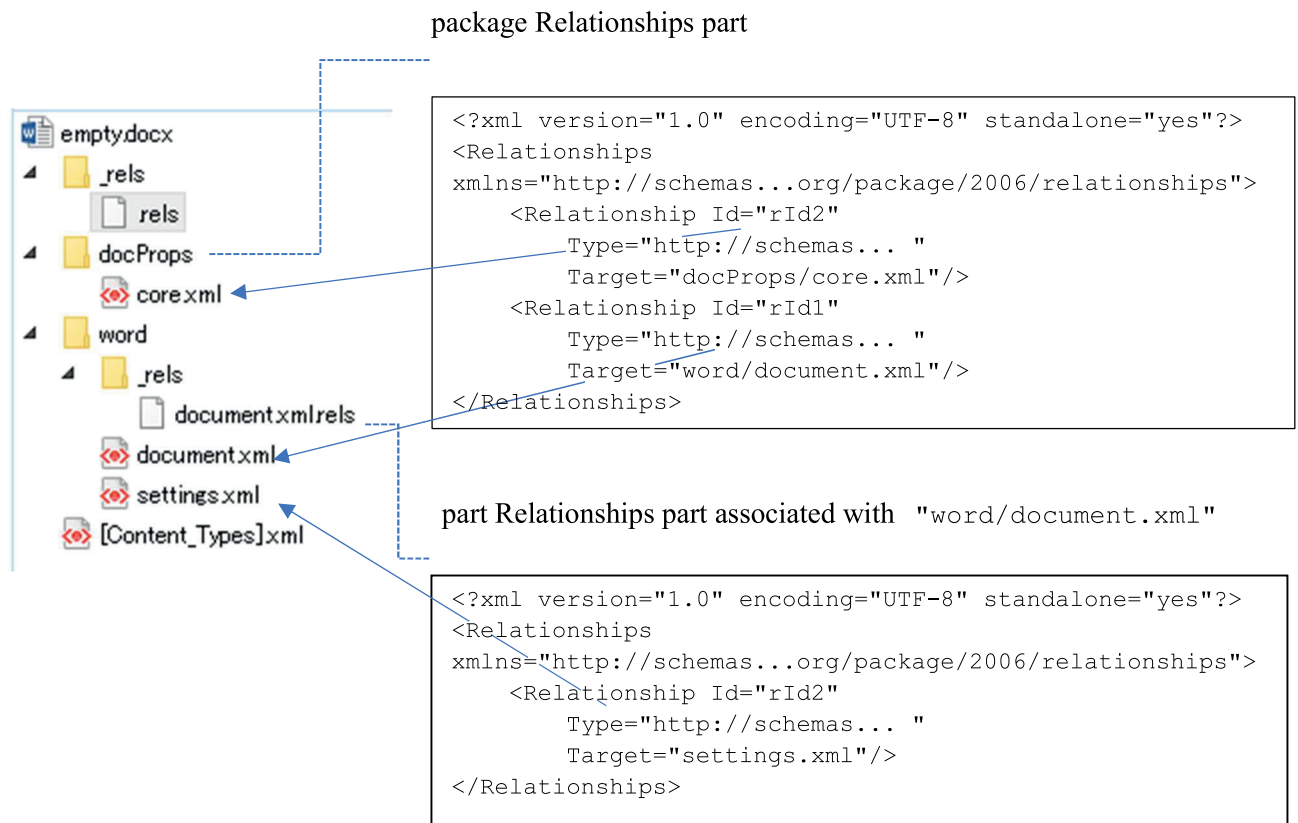 package Relationships part
empty.docx
_rels
.rels
docProps
core.xml
word
_rels
document.xml.rels
document.xml
settings.xml
[Content_Types].xml
<?xml version="1.0" encoding="UTF-8" standalone="yes"?>
<Relationships
xmlns="http://schemas...org/package/2006/relationships">
    <Relationship Id="rId2"
        Type="http://schemas... "
        Target="docProps/core.xml"/>
    <Relationship Id="rId1"
        Type="http://schemas... "
        Target="word/document.xml"/>
</Relationships>
part Relationships part associated with "word/document.xml"
<?xml version="1.0" encoding="UTF-8" standalone="yes"?>
<Relationships
xmlns="http://schemas...org/package/2006/relationships">
    <Relationship Id="rId2"
        Type="http://schemas... "
        Target="settings.xml"/>
</Relationships>